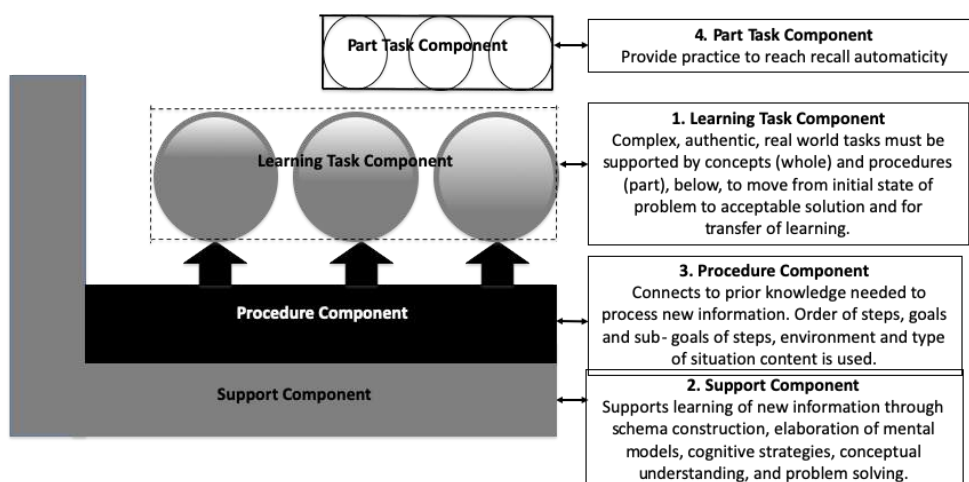 Part Task Component
4. Part Task Component
Provide practice to reach recall automaticity
Learning Task Component
1. Learning Task Component
Complex, authentic, real world tasks must be
supported by concepts (whole) and procedures
(part), below, to move from initial state of
problem to acceptable solution and for
transfer of learning.
Procedure Component
3. Procedure Component
Connects to prior knowledge needed to
process new information. Order of steps, goals
and sub- goals of steps, environment and type
of situation content is used.
Support Component
2. Support Component
Supports learning of new information through
schema construction, elaboration of mental
models, cognitive strategies, conceptual
understanding, and problem solving.